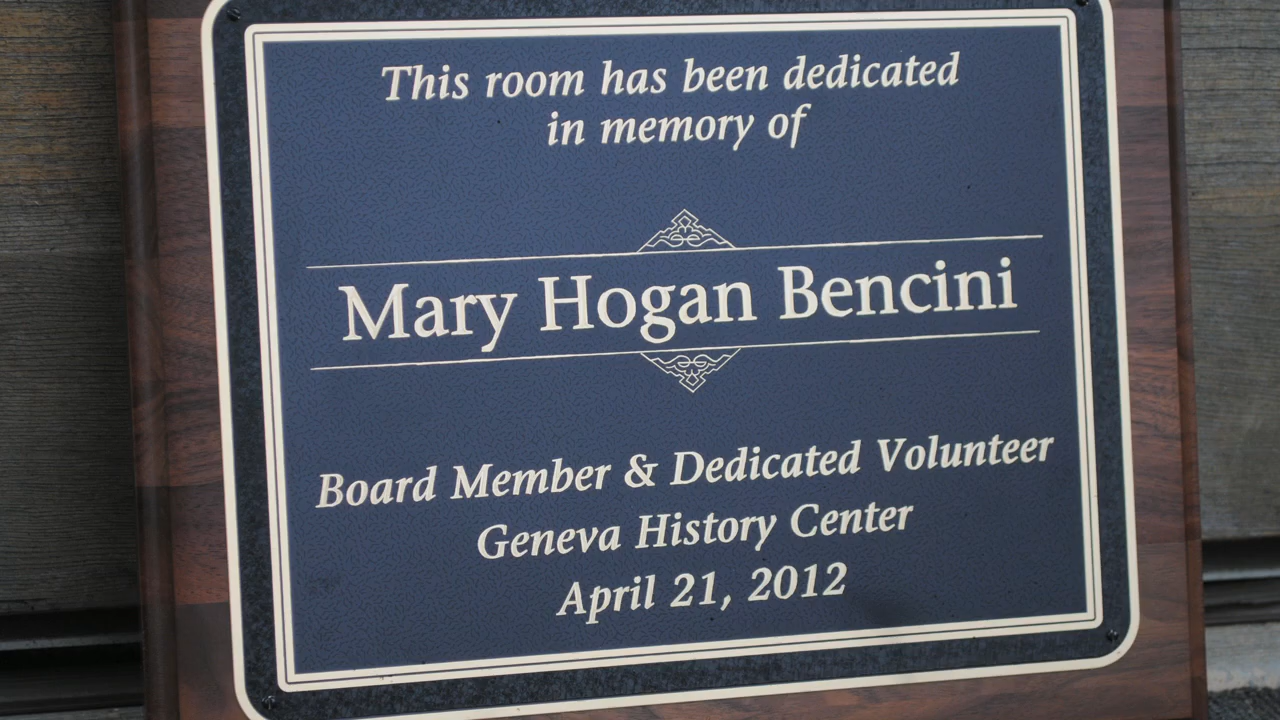 This room has been dedicated
in memory of
Mary Hogan Bencini
Board Member & Dedicated Volunteer
Geneva History Center
April 21, 2012